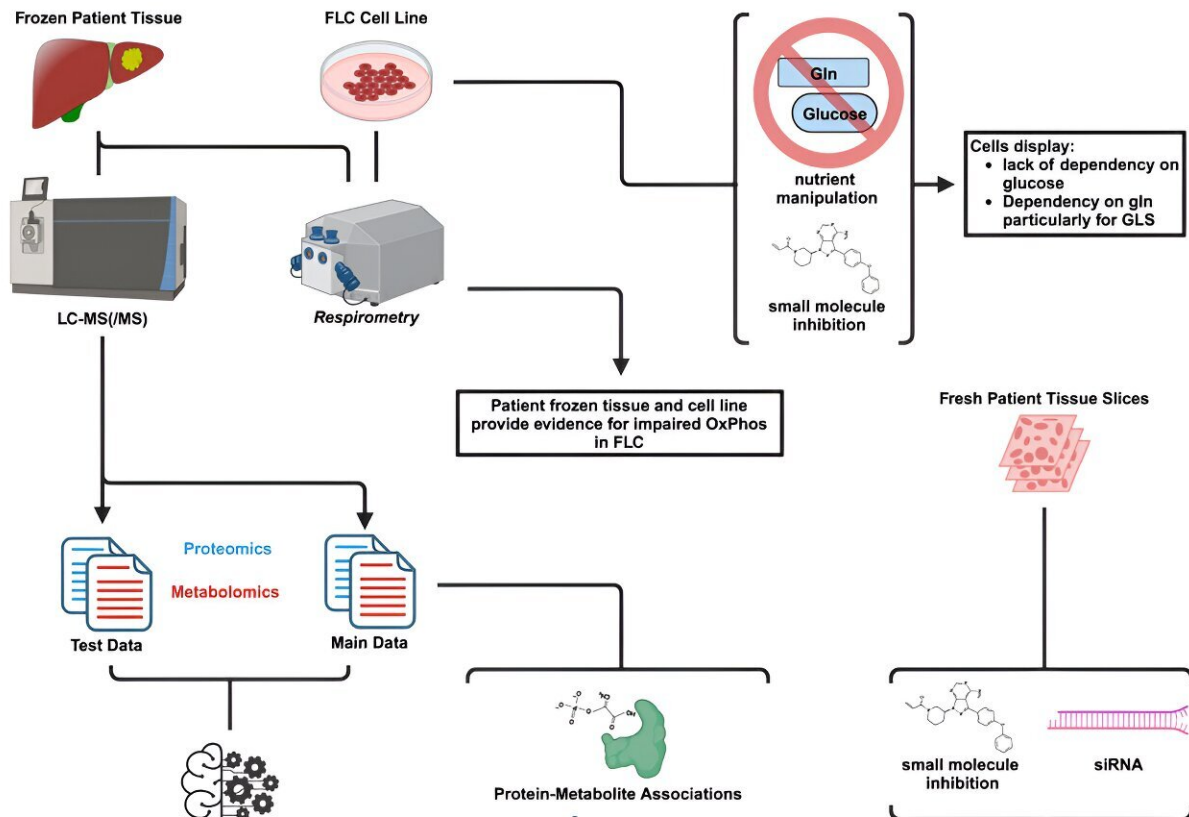 Frozen Patient Tissue
FLC Cell Line
Gln
Glucose
nutrient
manipulation
small molecule
inhibition
Cells display:
• lack of dependency on
glucose
• Dependency on gln
particularly for GLS
LC-MS(/MS)
Respirometry
Patient frozen tissue and cell line
provide evidence for impaired OxPhos
in FLC
Fresh Patient Tissue Slices
Proteomics
Metabolomics
Test Data
Main Data
Protein-Metabolite Associations
small molecule
inhibition
siRNA